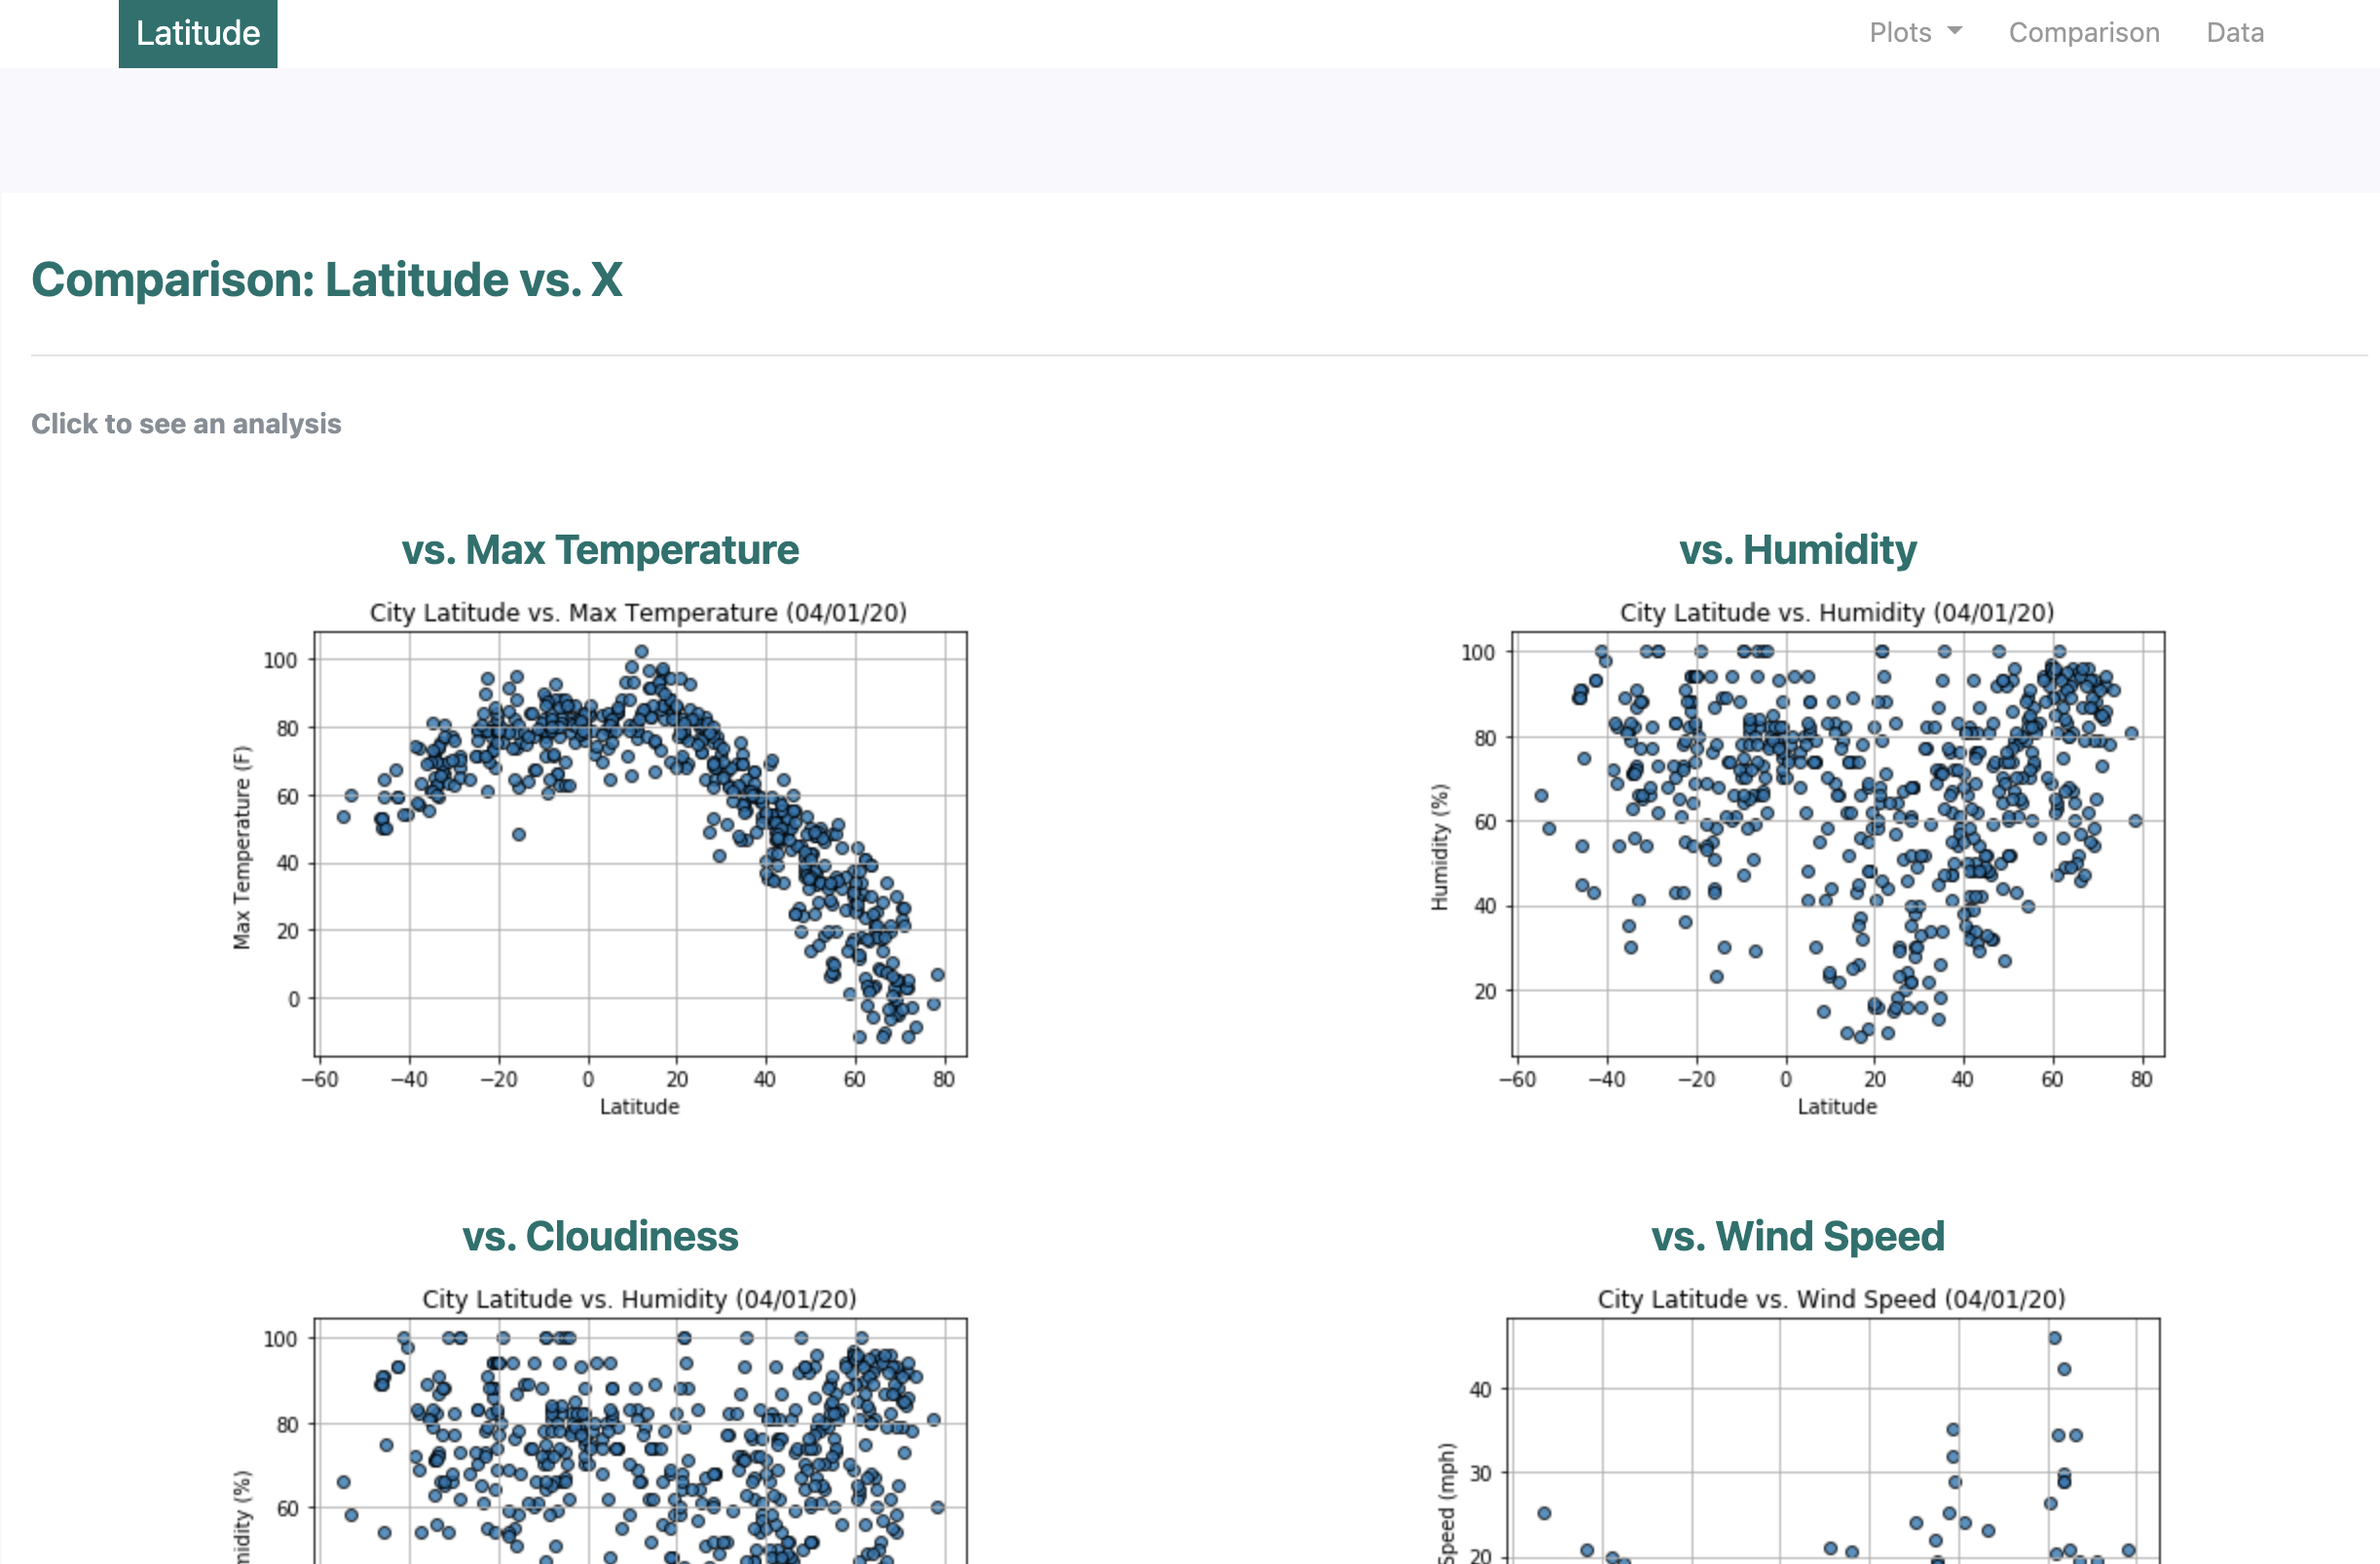 Latitude
Plots Comparison Data
Comparison: Latitude vs. X
Click to see an analysis
vs. Max Temperature
City Latitude vs. Max Temperature (04/01/20)
100
80
60
40
20
0
Max Temperature (F)
−60 −40 −20 0 20 40 60 80
Latitude
vs. Humidity
City Latitude vs. Humidity (04/01/20)
100
80
60
40
20
Humidity (%)
−60 −40 −20 0 20 40 60 80
Latitude
vs. Cloudiness
City Latitude vs. Humidity (04/01/20)
100
80
60
midity (%)
vs. Wind Speed
City Latitude vs. Wind Speed (04/01/20)
40
30
20
Speed (mph)